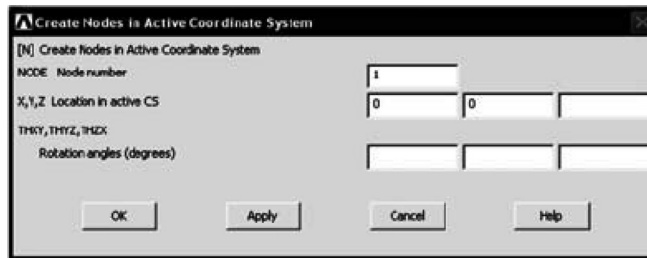 Create Nodes in Active Coordinate System
[N] Create Nodes in Active Coordinate System
NODE Node number
1
X,Y,Z Location in active CS
0 0
THXY,THYZ,THZX
Rotation angles (degrees)
OK Apply Cancel Help